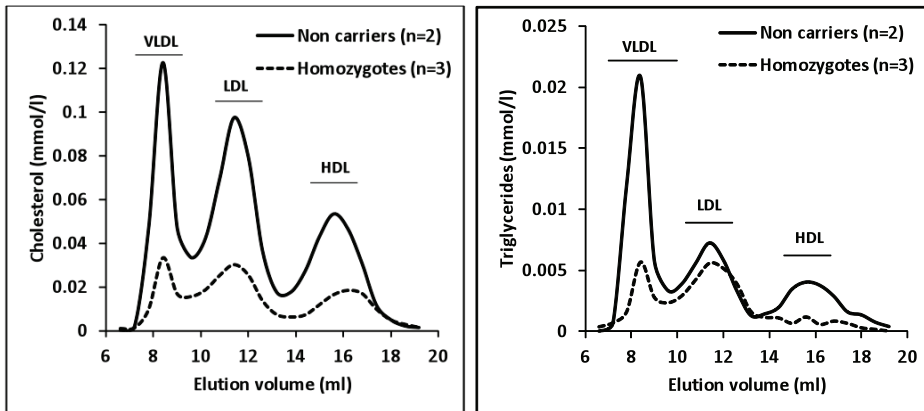 0.14
0.12
0.1
0.08
0.06
0.04
0.02
0
Cholesterol (mmol/l)
VLDL
LDL
HDL
Non carriers (n=2)
Homozygotes (n=3)
6 8 10 12 14 16 18 20
Elution volume (ml)
0.025
0.02
0.015
0.01
0.005
0
Triglycerides (mmol/l)
VLDL
LDL
HDL
Non carriers (n=2)
Homozygotes (n=3)
6 8 10 12 14 16 18 20
Elution volume (ml)